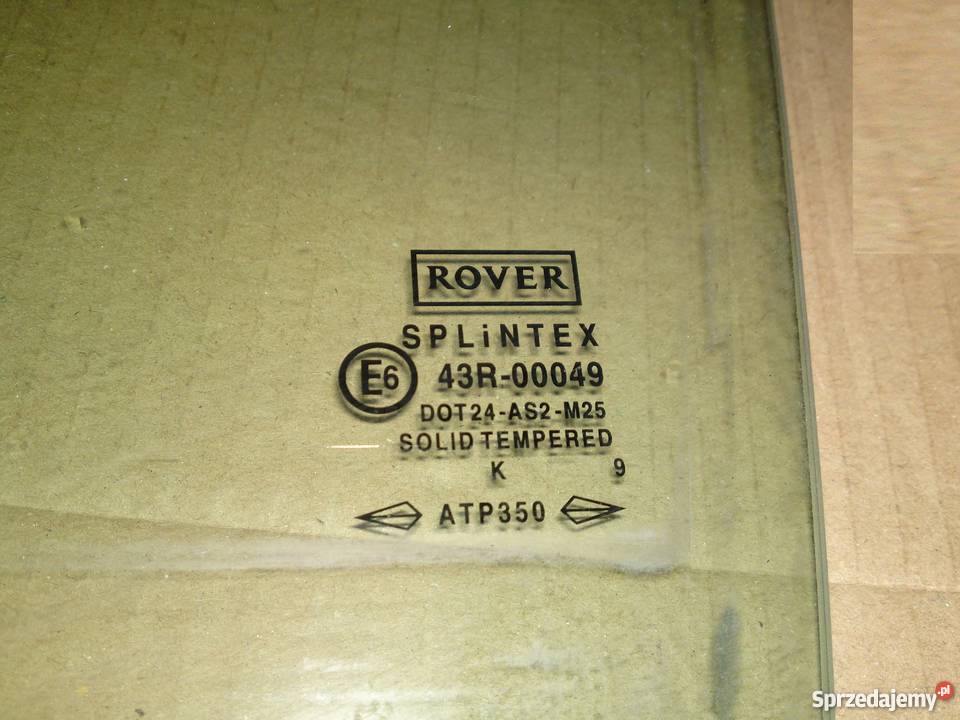 ROVER
SPLiNTEX
E6 43R-00049
DOT24-AS2-M25
SOLID TEMPERED
K 9
ATP350
Sprzedajemy.pl